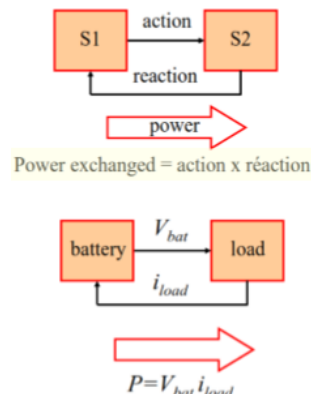 action
S1 S2
reaction
power
Power exchanged = action x réaction
V_bat
battery load
i_load
P=V_bat i_load